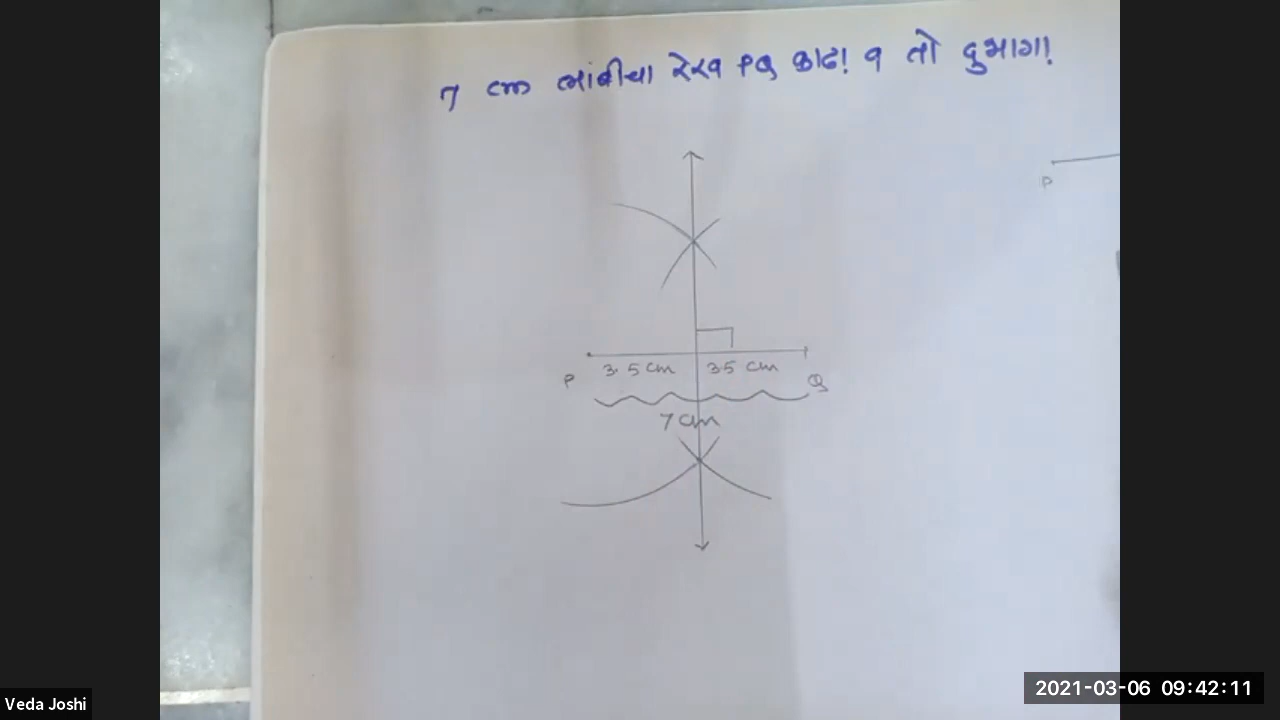 7 cm लांबीचा रेख PQ काढा व तो दुभागा
P
3.5 cm 3.5 cm
P Q
7 cm
Veda Joshi
2021-03-06 09:42:11